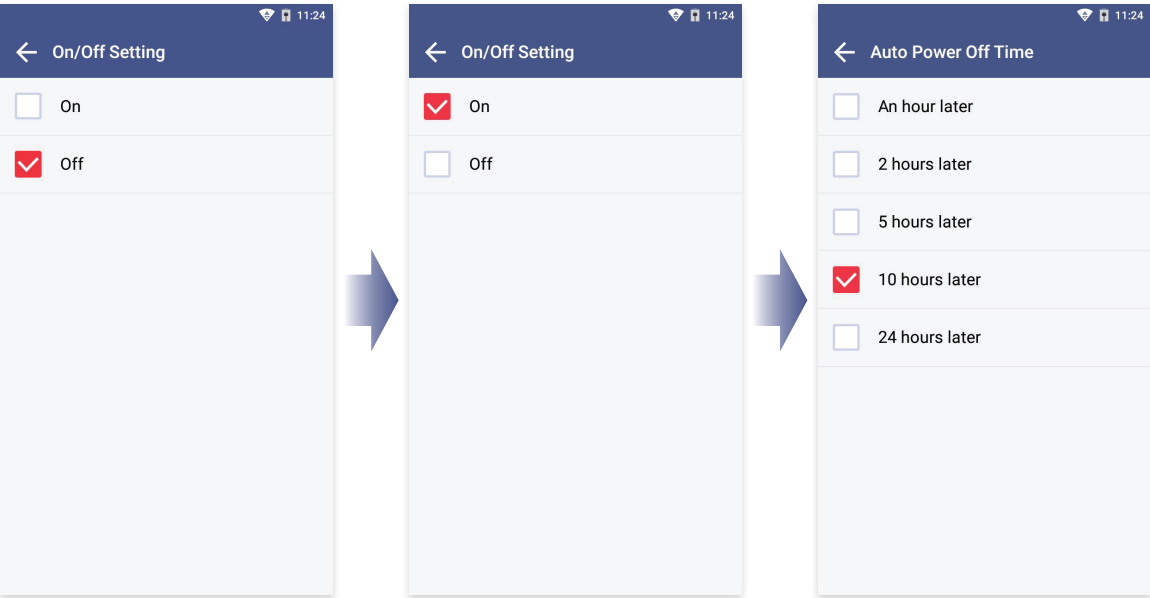 11:24
On/Off Setting
On
Off
11:24
On/Off Setting
On
Off
11:24
Auto Power Off Time
An hour later
2 hours later
5 hours later
10 hours later
24 hours later